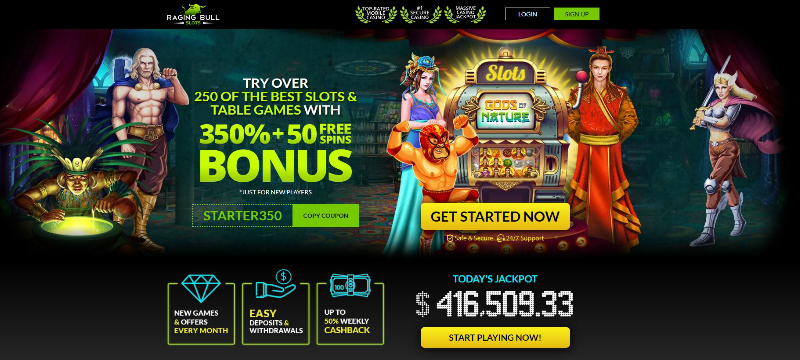 RAGING BULL
SLOTS
TOP-RATED
MOBILE
CASINO
#1
SECURE
CASINO
MASSIVE
CASINO
JACKPOT
LOGIN
SIGN UP
TRY OVER
250 OF THE BEST SLOTS &
TABLE GAMES WITH
350%+50 FREE
SPINS
BONUS
*JUST FOR NEW PLAYERS
STARTER350
COPY COUPON
Slots
GODS OF
NATURE
GET STARTED NOW
Safe & Secure
24/7 Support
NEW GAMES
& OFFERS
EVERY MONTH
$
EASY
DEPOSITS &
WITHDRAWALS
100
UP TO
50% WEEKLY
CASHBACK
TODAY'S JACKPOT
$ 416,509.33
START PLAYING NOW!